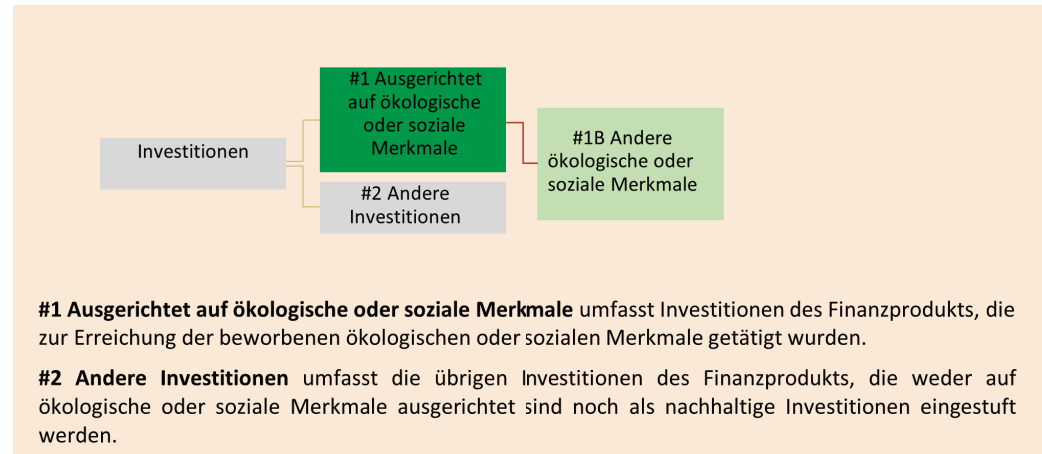 #1 Ausgerichtet
auf ökologische
oder soziale
Merkmale
Investitionen
#1B Andere
ökologische oder
soziale Merkmale
#2 Andere
Investitionen
#1 Ausgerichtet auf ökologische oder soziale Merkmale umfasst Investitionen des Finanzprodukts, die
zur Erreichung der beworbenen ökologischen oder sozialen Merkmale getätigt wurden.
#2 Andere Investitionen umfasst die übrigen Investitionen des Finanzprodukts, die weder auf
ökologische oder soziale Merkmale ausgerichtet sind noch als nachhaltige Investitionen eingestuft
werden.